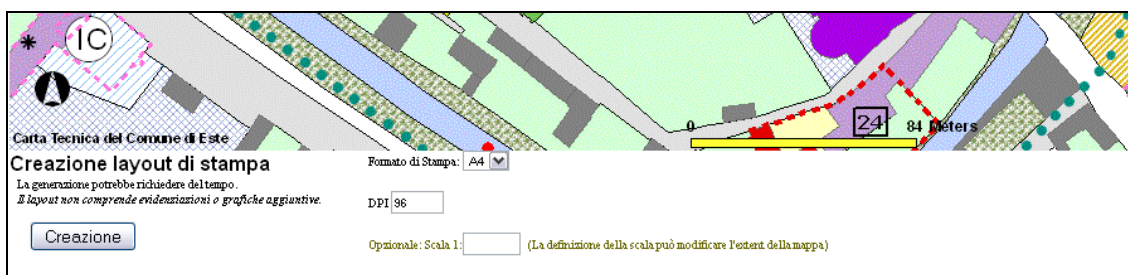 IC
24
0 84 Meters
Carta Tecnica del Comune di Este
Creazione layout di stampa
La generazione potrebbe richiedere del tempo.
Il layout non comprende evidenziazioni o grafiche aggiuntive.
Creazione
Formato di Stampa: A4
DPI 96
Opzionale: Scala 1: (La definizione della scala può modificare l'extent della mappa)